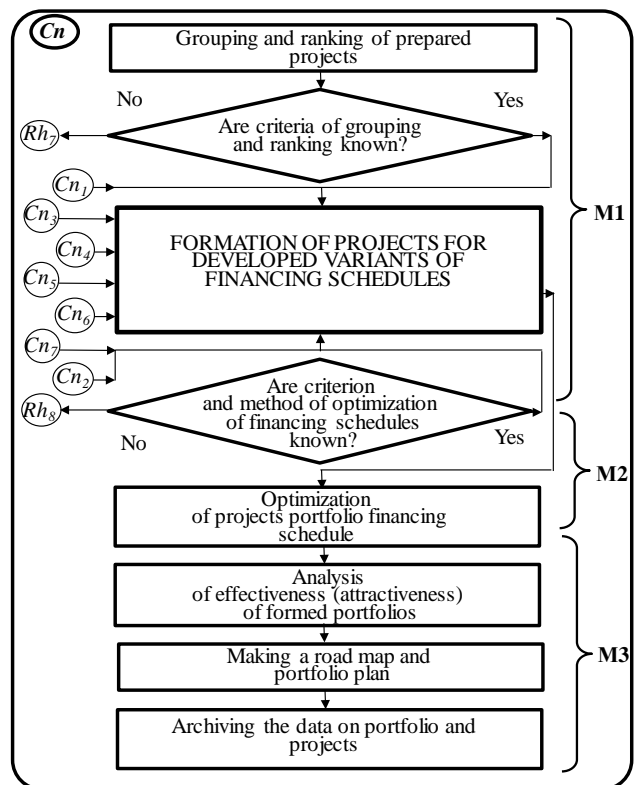 Cn
Grouping and ranking of prepared
projects
No
Yes
Are criteria of grouping
and ranking known?
Rh7
Cn1
M1
Cn3
FORMATION OF PROJECTS FOR
DEVELOPED VARIANTS OF
FINANCING SCHEDULES
Cn4
Cn5
Cn6
Cn7
Cn2
Are criterion
and method of optimization
of financing schedules
known?
Rh8
No
Yes
M2
Optimization
of projects portfolio financing
schedule
Analysis
of effectiveness (attractiveness)
of formed portfolios
Making a road map and
portfolio plan
M3
Archiving the data on portfolio and
projects